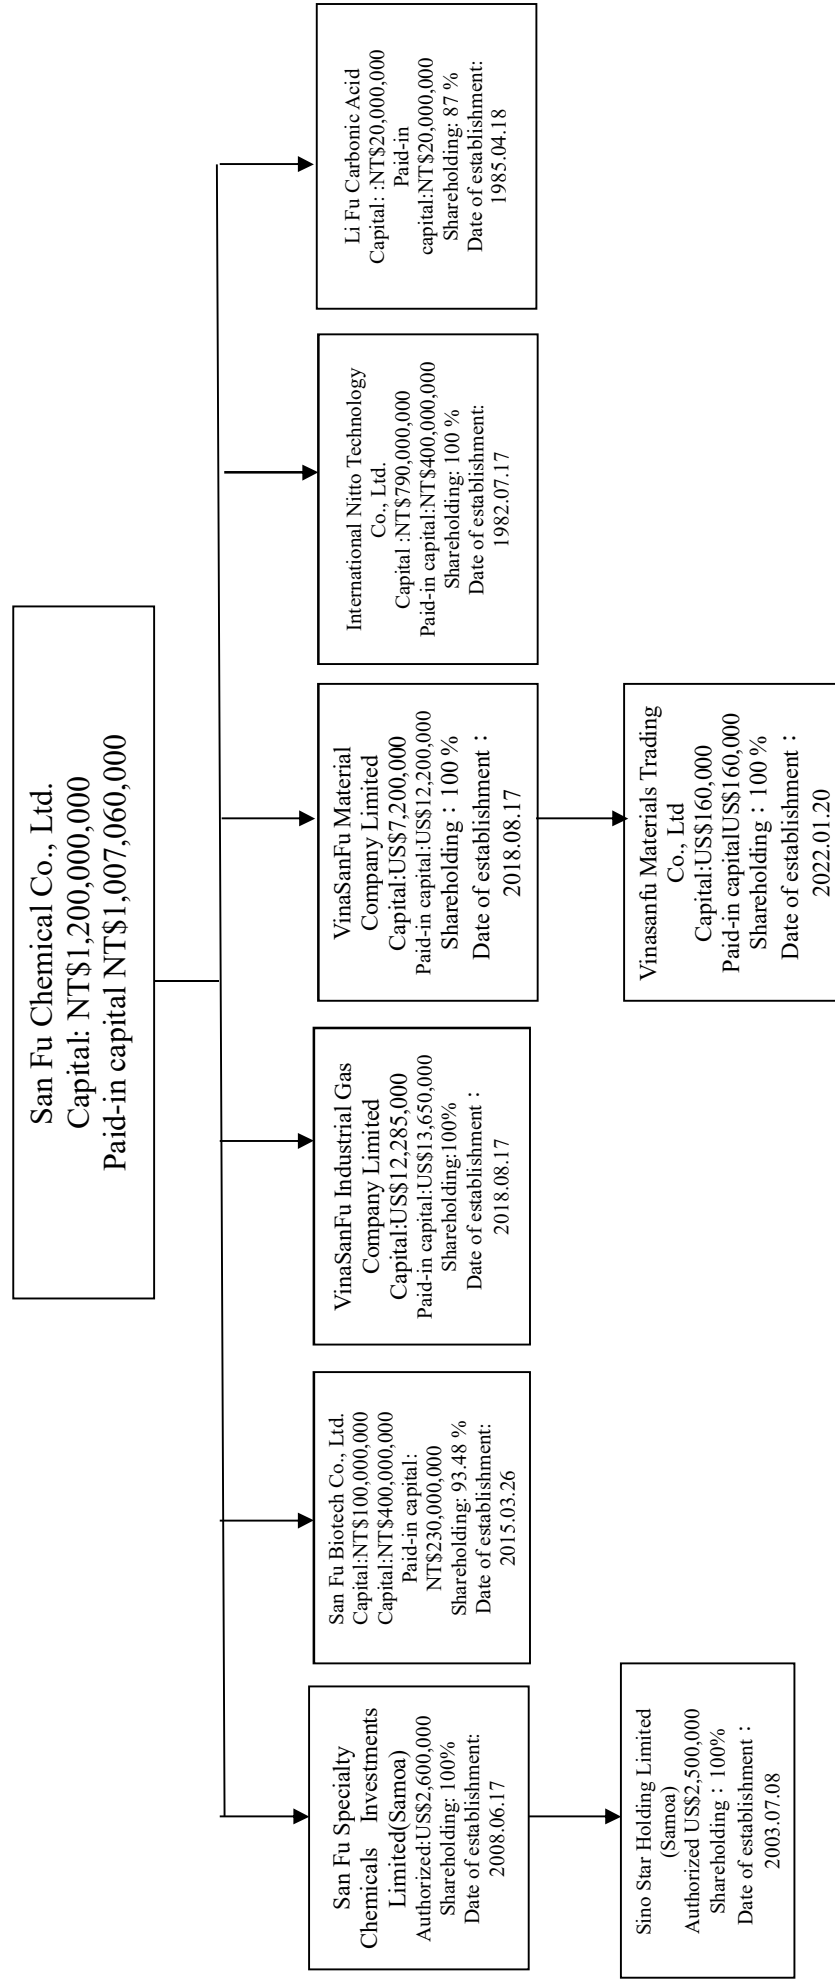 San Fu Chemical Co., Ltd.
Capital: NT$1,200,000,000
Paid-in capital NT$1,007,060,000
San Fu Specialty
Chemicals Investments
Limited(Samoa)
Authorized:US$2,600,000
Shareholding: 100%
Date of establishment:
2008.06.17
San Fu Biotech Co., Ltd.
Capital:NT$100,000,000
Capital:NT$400,000,000
Paid-in capital:
NT$230,000,000
Shareholding: 93.48 %
Date of establishment:
2015.03.26
VinaSanFu Industrial Gas
Company Limited
Capital:US$12,285,000
Paid-in capital:US$13,650,000
Shareholding:100%
Date of establishment：
2018.08.17
VinaSanFu Material
Company Limited
Capital:US$7,200,000
Paid-in capital:US$12,200,000
Shareholding：100 %
Date of establishment：
2018.08.17
International Nitto Technology
Co., Ltd.
Capital :NT$790,000,000
Paid-in capital:NT$400,000,000
Shareholding: 100 %
Date of establishment:
1982.07.17
Li Fu Carbonic Acid
Capital: :NT$20,000,000
Paid-in
capital:NT$20,000,000
Shareholding: 87 %
Date of establishment:
1985.04.18
Sino Star Holding Limited
(Samoa)
Authorized US$2,500,000
Shareholding：100%
Date of establishment：
2003.07.08
Vinasanfu Materials Trading
Co., Ltd
Capital:US$160,000
Paid-in capitalUS$160,000
Shareholding：100 %
Date of establishment：
2022.01.20